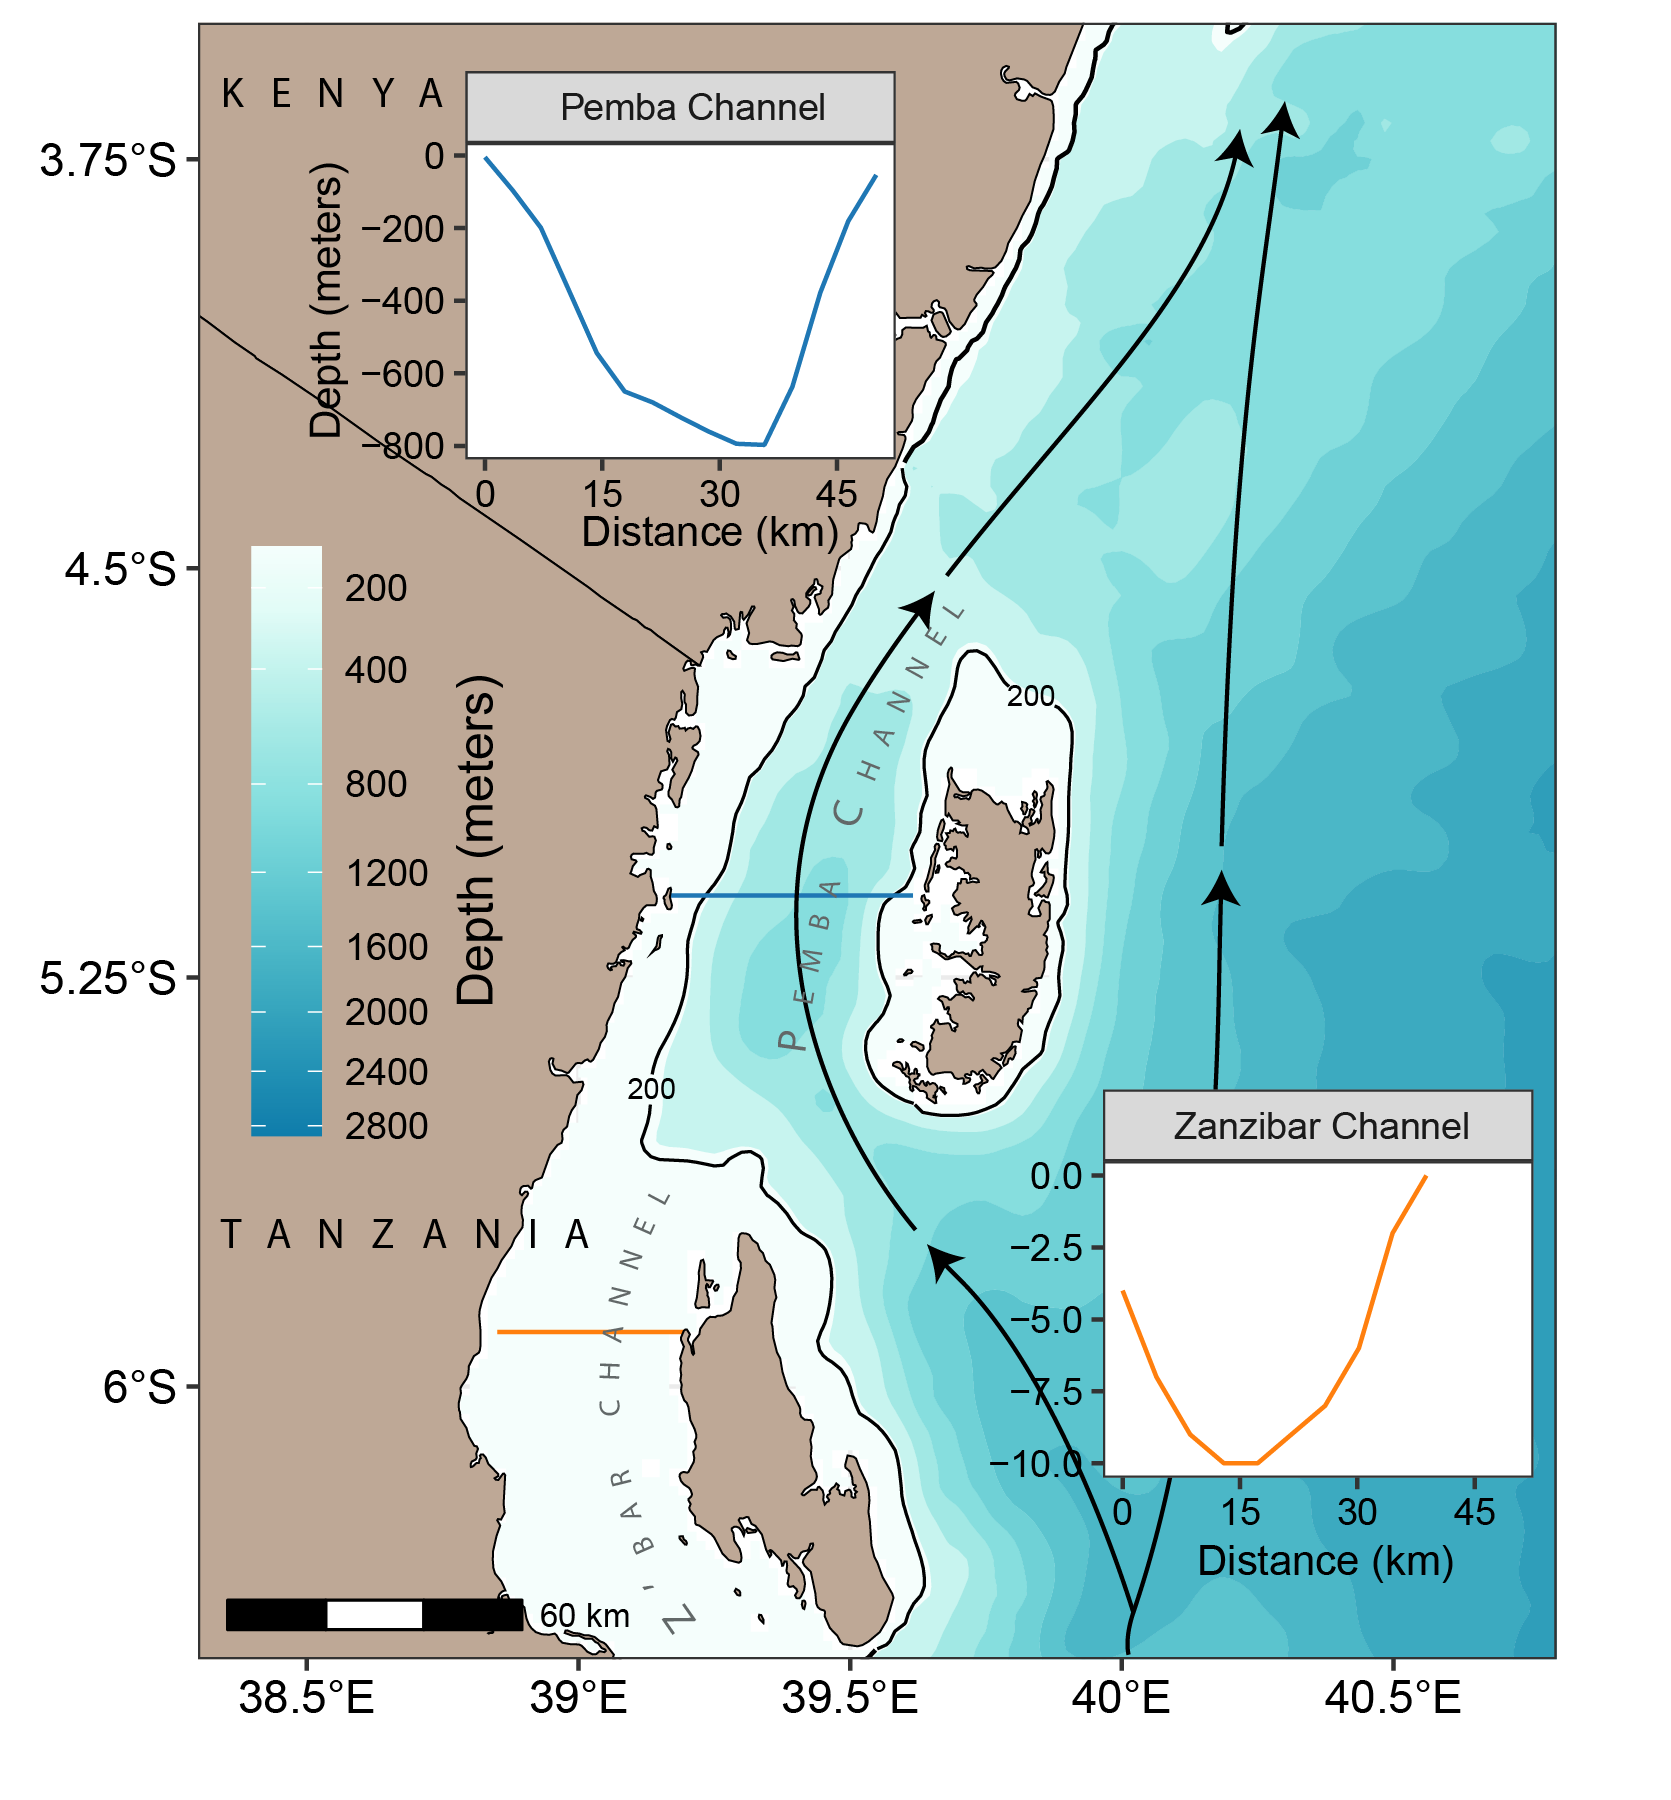 K E N Y A
Pemba Channel
0
−200
−400
−600
−800
Depth (meters)
0 15 30 45
Distance (km)
3.75°S
4.5°S
5.25°S
6°S
200
400
800
1200
1600
2000
2400
2800
Depth (meters)
PEMBA CHANNEL
200
200
T A N Z A N I A
Zanzibar Channel
0.0
−2.5
−5.0
−7.5
−10.0
0 15 30 45
Distance (km)
60 km
38.5°E 39°E 39.5°E 40°E 40.5°E